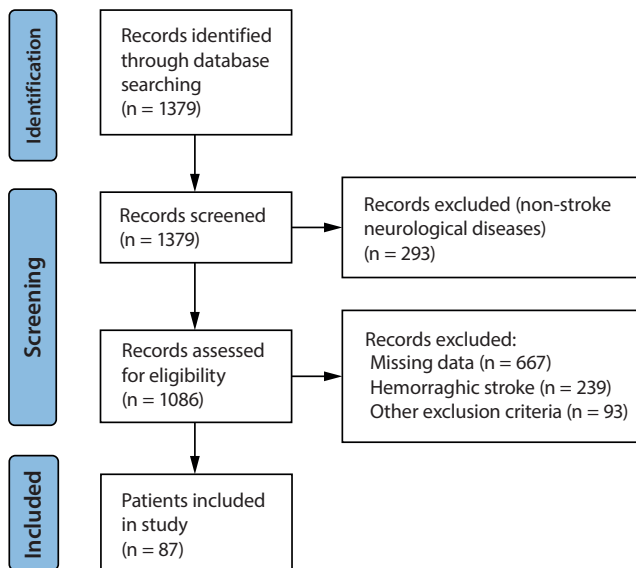 Identification
Records identified
through database
searching
(n = 1379)
Screening
Records screened
(n = 1379)
Records excluded (non-stroke
neurological diseases)
(n = 293)
Records assessed
for eligibility
(n = 1086)
Records excluded:
Missing data (n = 667)
Hemorraghic stroke (n = 239)
Other exclusion criteria (n = 93)
Included
Patients included
in study
(n = 87)